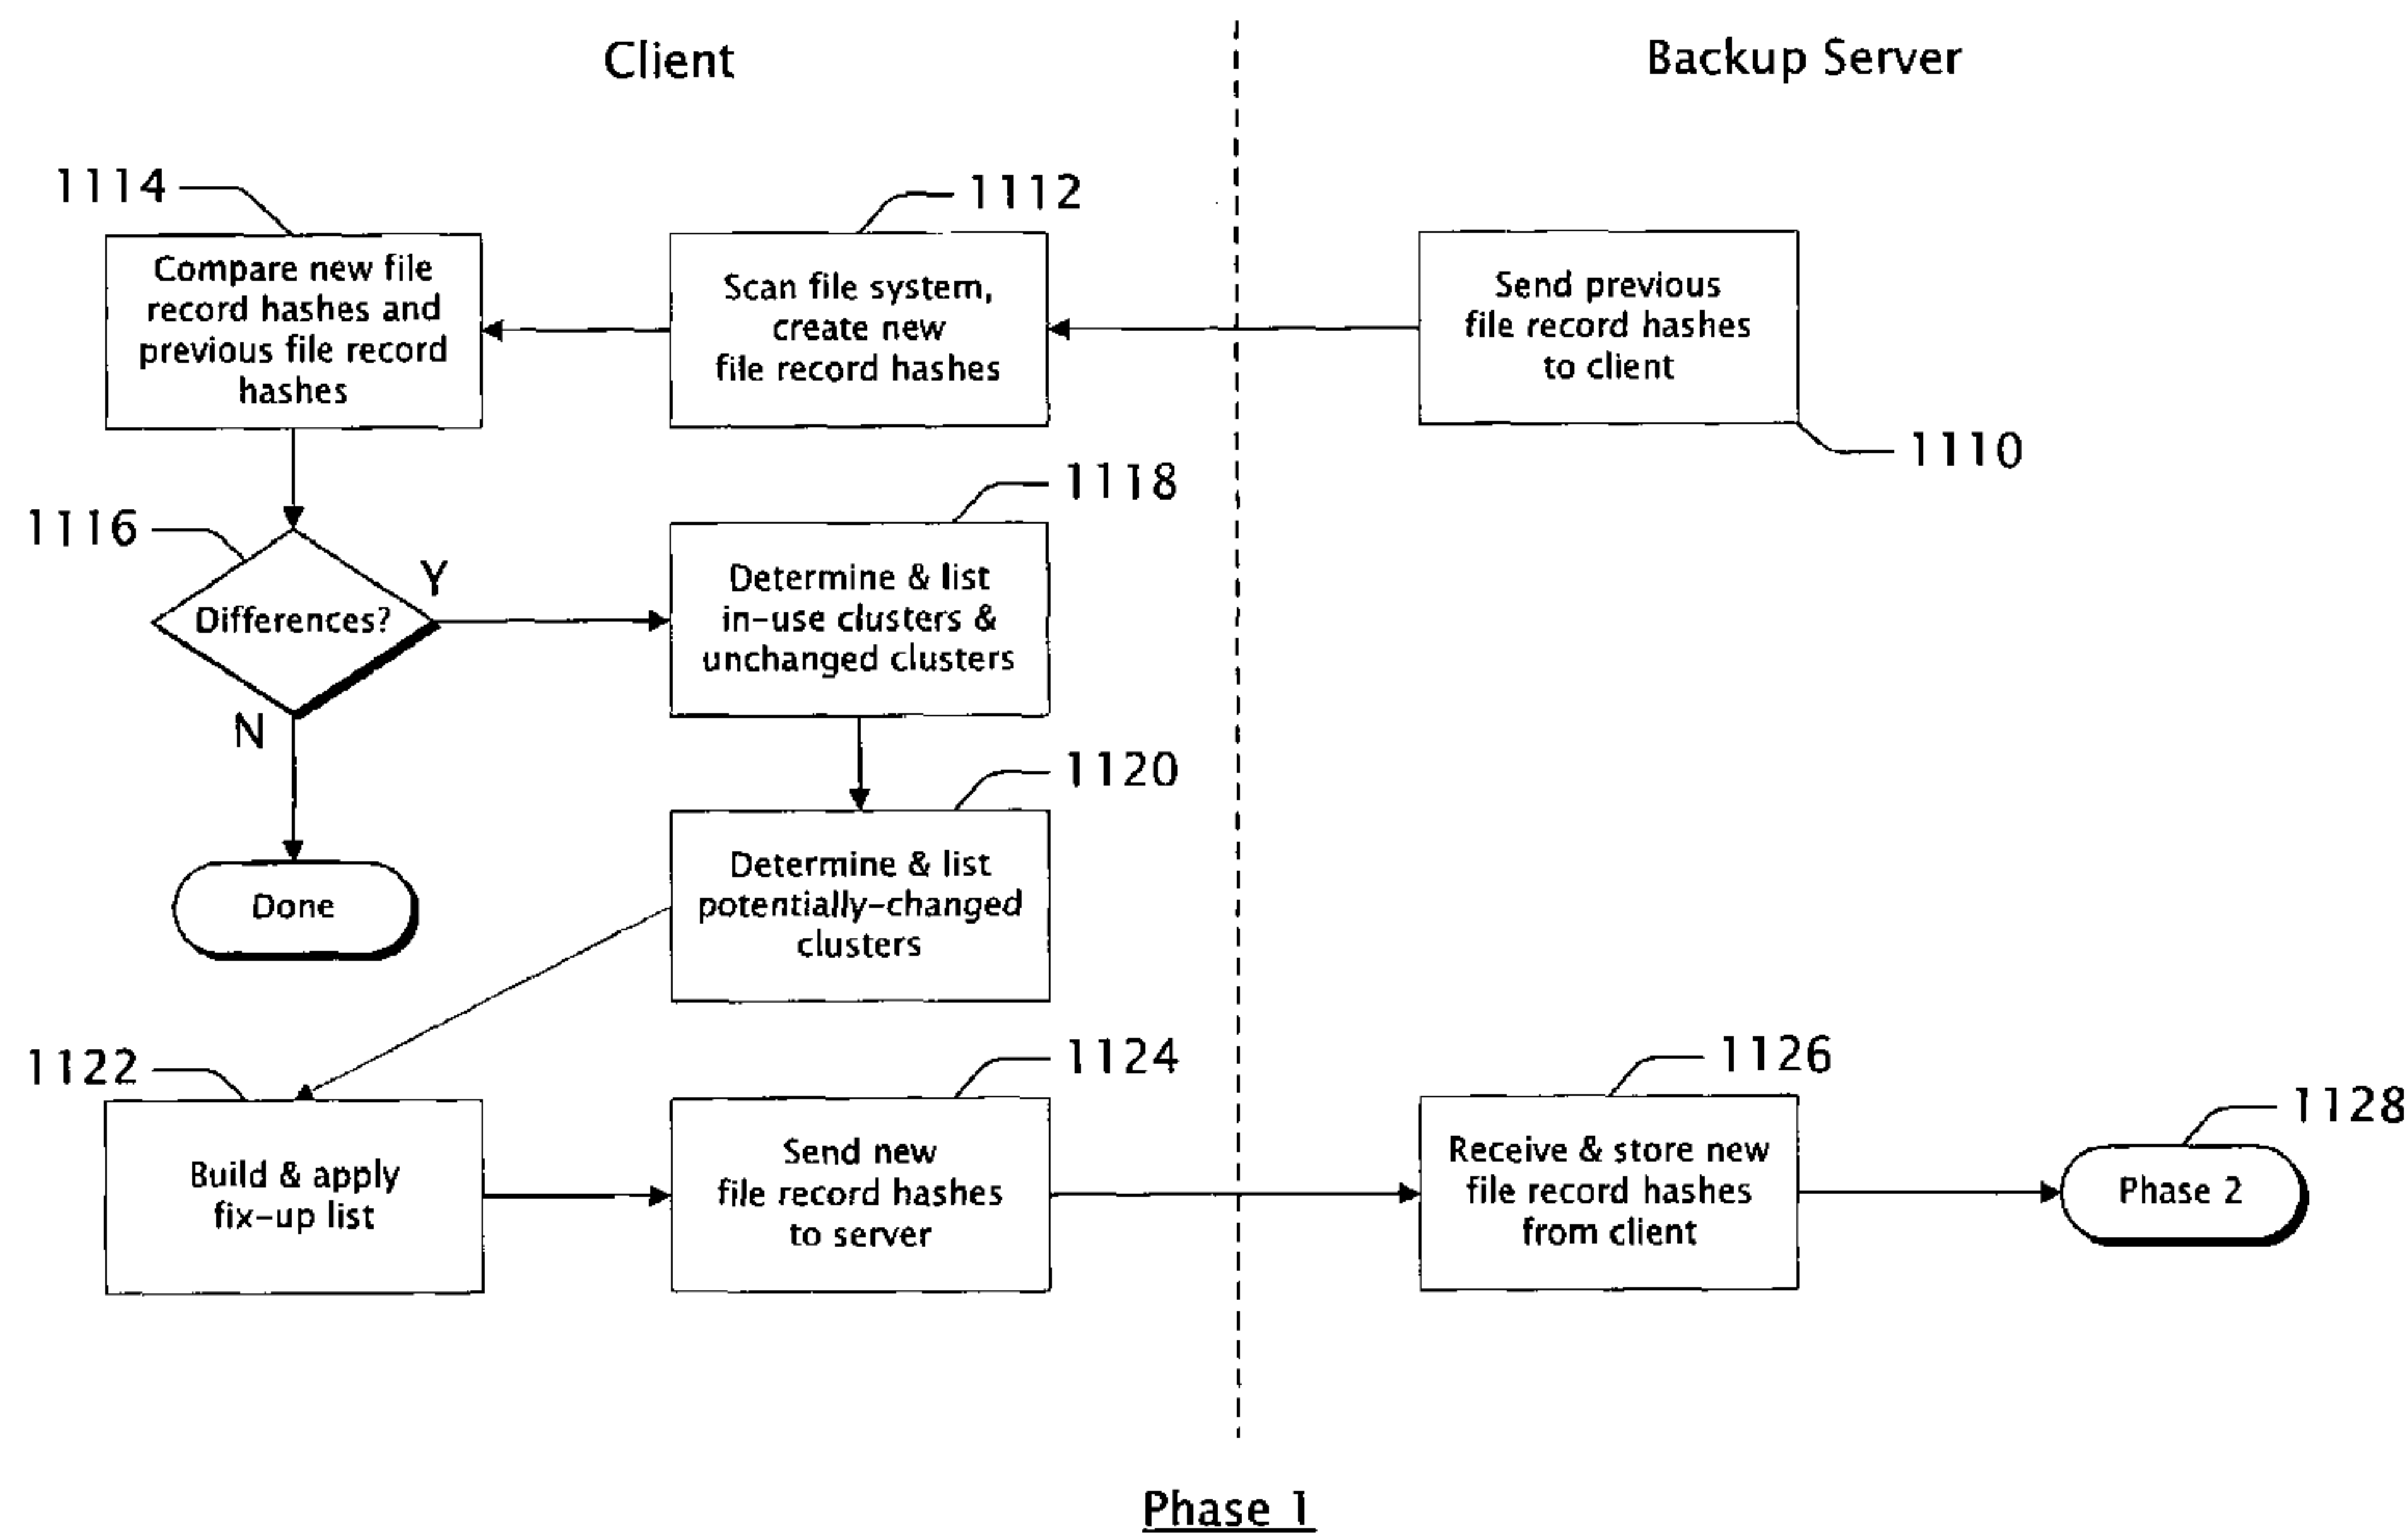 Client
Backup Server
1114
1112
Compare new file
record hashes and
previous file record
hashes
Scan file system,
create new
file record hashes
Send previous
file record hashes
to client
1110
1118
1116
Y
Differences?
Determine & list
in-use clusters &
unchanged clusters
N
1120
Done
Determine & list
potentially-changed
clusters
1122
1124
1126
1128
Build & apply
fix-up list
Send new
file record hashes
to server
Receive & store new
file record hashes
from client
Phase 2
Phase 1